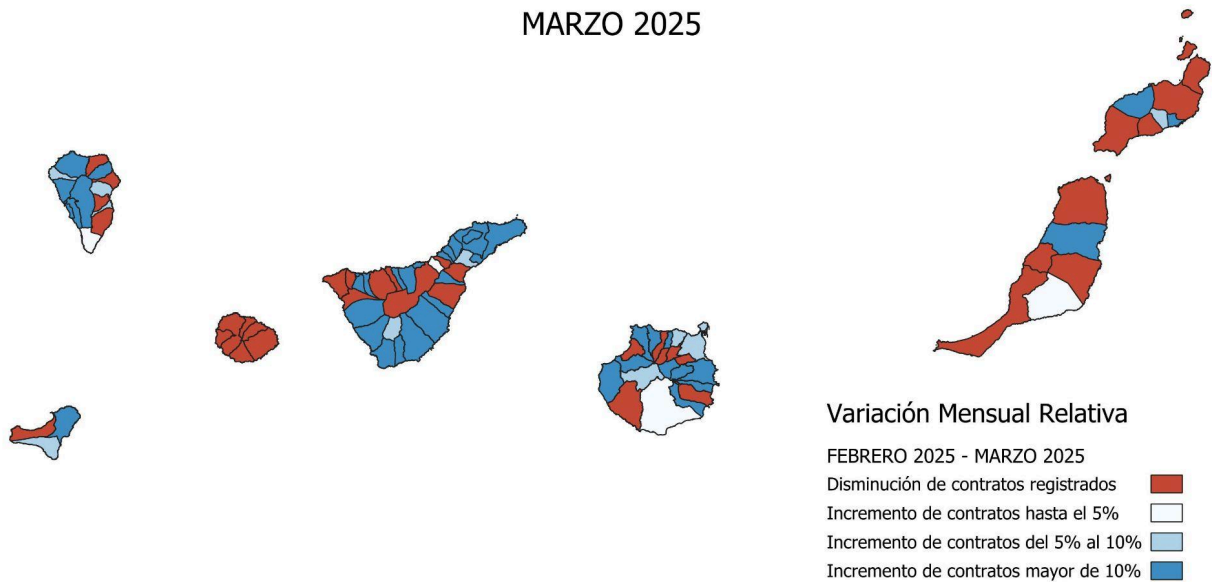 MARZO 2025
Variación Mensual Relativa
FEBRERO 2025 - MARZO 2025
Disminución de contratos registrados
Incremento de contratos hasta el 5%
Incremento de contratos del 5% al 10%
Incremento de contratos mayor de 10%